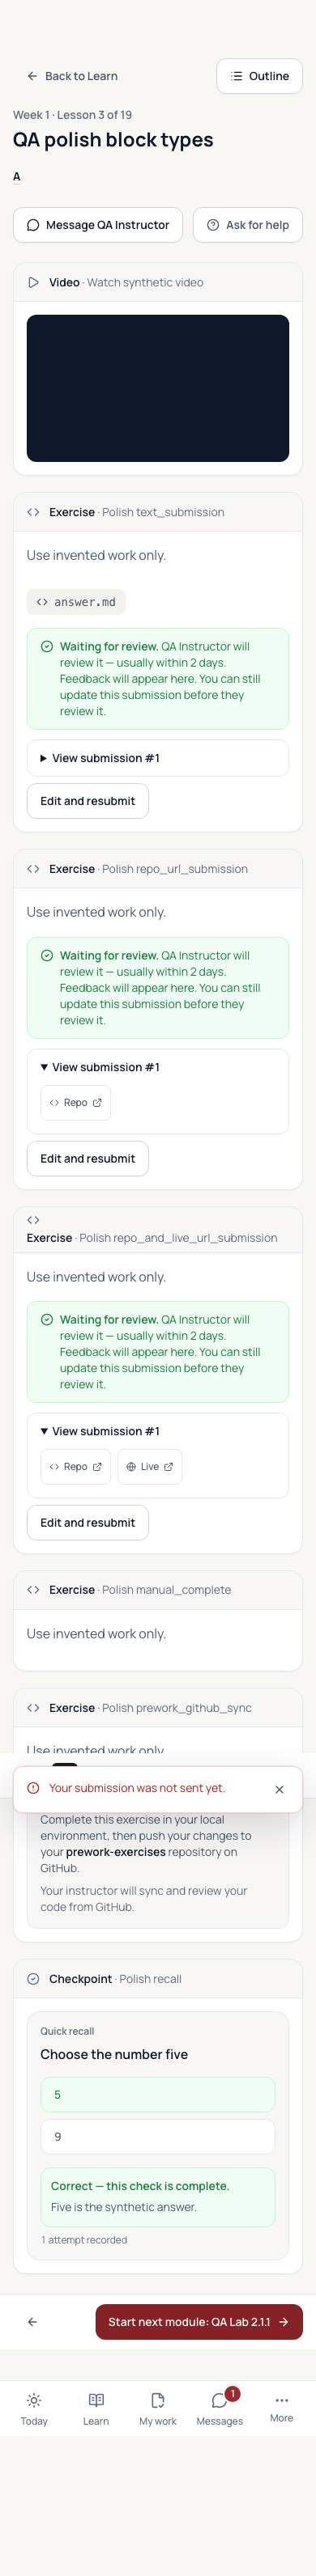 Back to Learn
Outline
Week 1 · Lesson 3 of 19
QA polish block types
A
Message QA Instructor
Ask for help
Video · Watch synthetic video
Exercise · Polish text_submission
Use invented work only.
answer.md
Waiting for review. QA Instructor will
review it — usually within 2 days.
Feedback will appear here. You can still
update this submission before they
review it.
View submission #1
Edit and resubmit
Exercise · Polish repo_url_submission
Use invented work only.
Waiting for review. QA Instructor will
review it — usually within 2 days.
Feedback will appear here. You can still
update this submission before they
review it.
View submission #1
Repo
Edit and resubmit
Exercise · Polish repo_and_live_url_submission
Use invented work only.
Waiting for review. QA Instructor will
review it — usually within 2 days.
Feedback will appear here. You can still
update this submission before they
review it.
View submission #1
Repo
Live
Edit and resubmit
Exercise · Polish manual_complete
Use invented work only.
Exercise · Polish prework_github_sync
Use invented work only.
Your submission was not sent yet.
Complete this exercise in your local
environment, then push your changes to
your prework-exercises repository on
GitHub.
Your instructor will sync and review your
code from GitHub.
Checkpoint · Polish recall
Quick recall
Choose the number five
5
9
Correct — this check is complete.
Five is the synthetic answer.
1 attempt recorded
Start next module: QA Lab 2.1.1
1
Today
Learn
My work
Messages
More